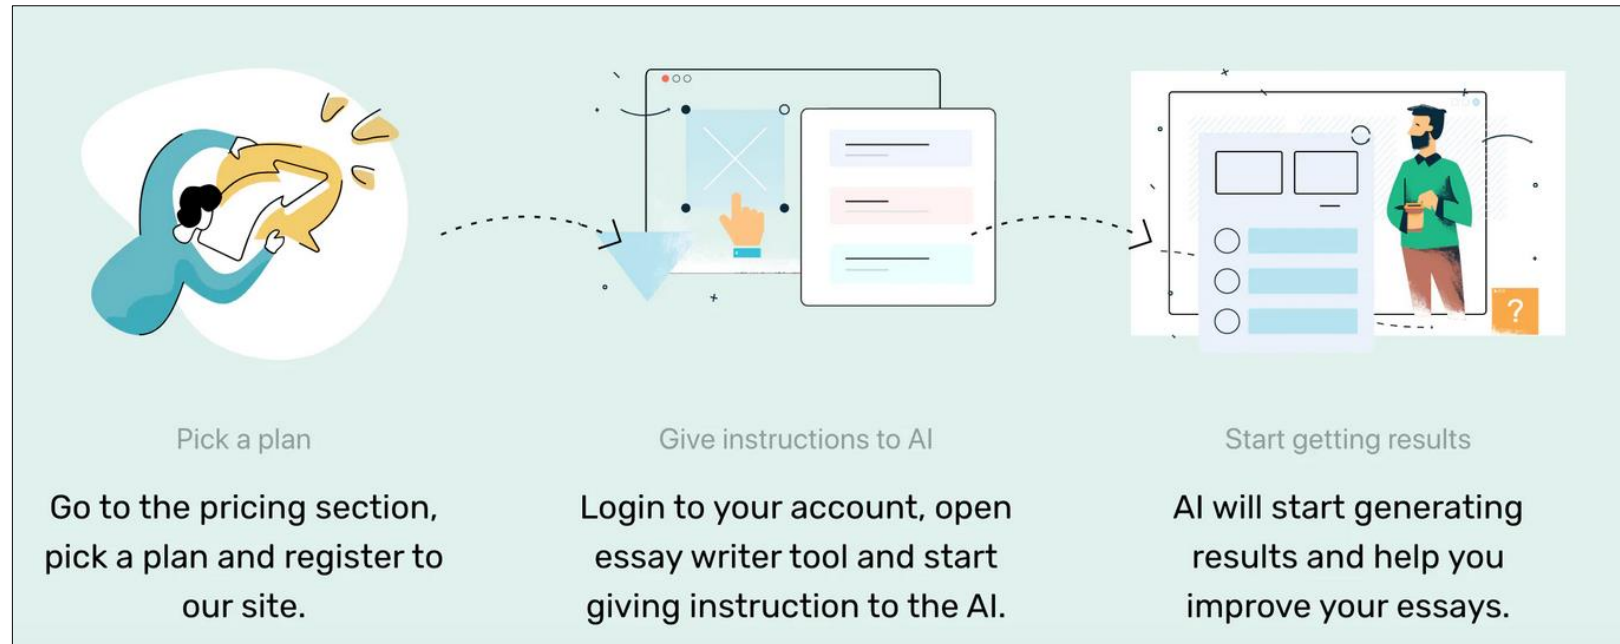 Pick a plan
Go to the pricing section,
pick a plan and register to
our site.
Give instructions to AI
Login to your account, open
essay writer tool and start
giving instruction to the AI.
?
Start getting results
AI will start generating
results and help you
improve your essays.